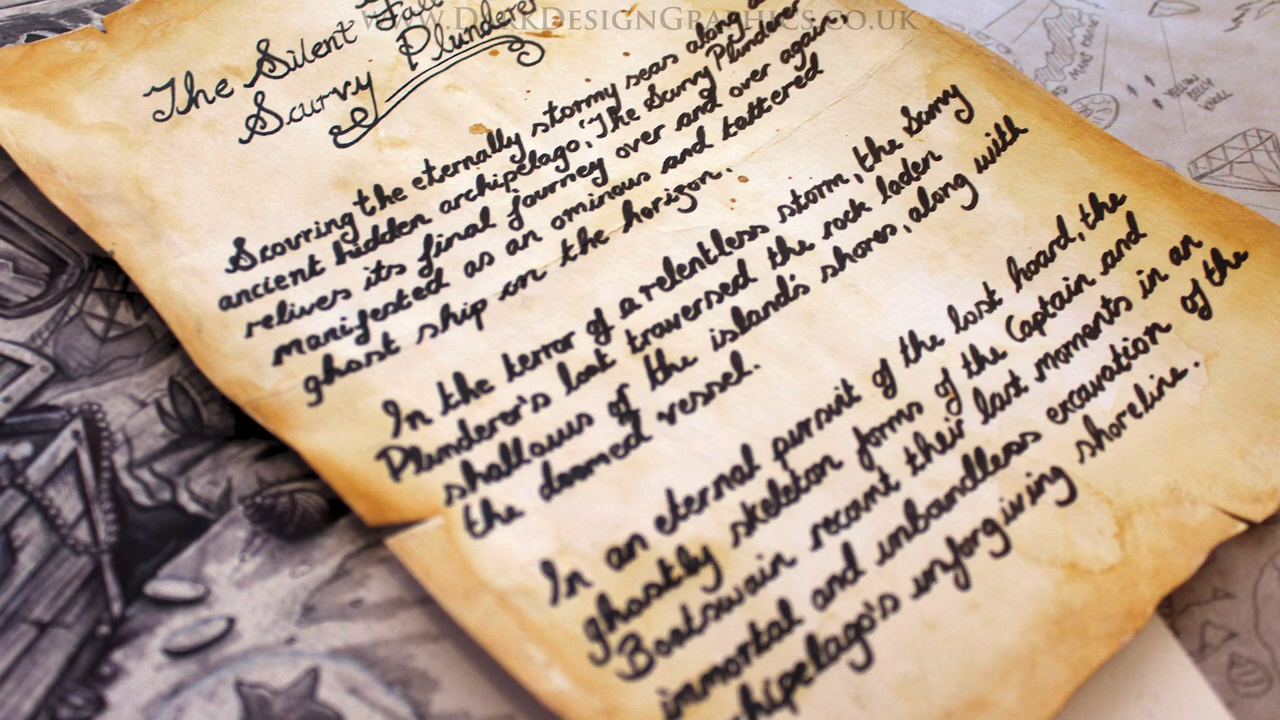 www.DarkDesignGraphics.co.uk
The Silent Fall
Scurvy Plunderer
Scouring the eternally stormy seas along a
ancient hidden archipelago, 'The Scurvy Plunderer
relives its final journey over and over again,
manifested as an ominous and tattered
ghost ship on the horizon.
In the terror of a relentless storm, the Scurvy
Plunderer's loot traversed the rock laden
shallows of the island's shores, along with
the doomed vessel.
In an eternal pursuit of the lost hoard, the
ghostly skeleton forms of the Captain and
Boatswain recant their last moments in an
immortal and unhandless excavation of the
chipelago's unforgiving shoreline.